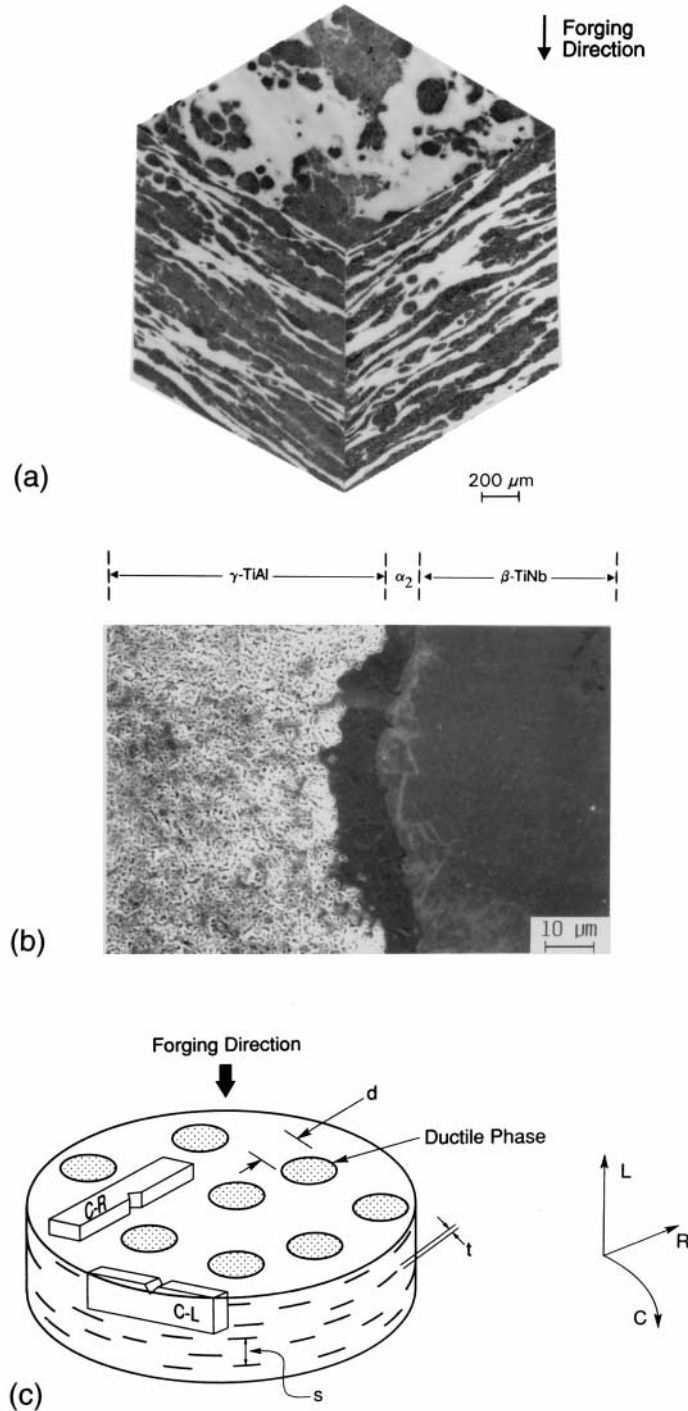 Forging
Direction
200 μm
(a)
γ-TiAl
α2
β-TiNb
10 μm
(b)
Forging Direction
d
Ductile Phase
C-R
C-L
t
s
L
R
C
(c)